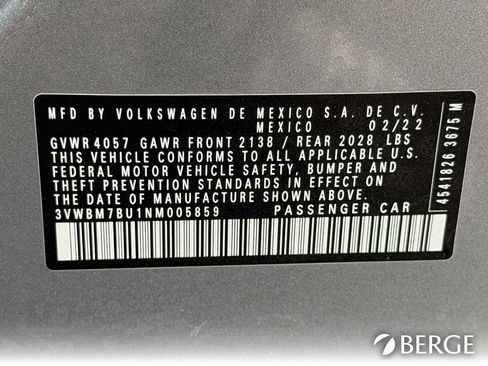 MFD BY VOLKSWAGEN DE MEXICO S.A. DE C.V.
MEXICO 02/22
GVWR 4057 GAWR FRONT 2138 / REAR 2028 LBS
THIS VEHICLE CONFORMS TO ALL APPLICABLE U.S.
FEDERAL MOTOR VEHICLE SAFETY, BUMPER AND
THEFT PREVENTION STANDARDS IN EFFECT ON
THE DATE OF MANUFACTURE SHOWN ABOVE.
3VWBM7BU1NM005859 PASSENGER CAR
4541826 3675 M
BERGE